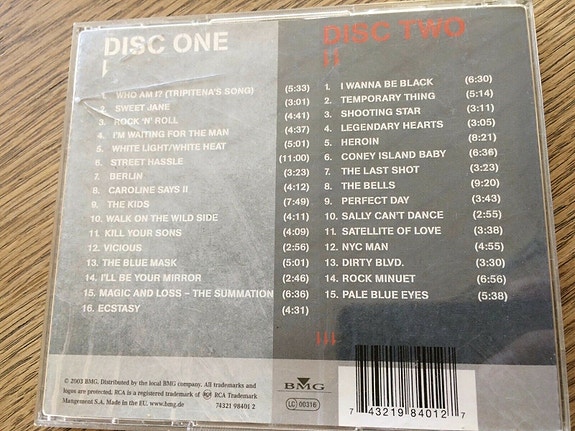 DISC ONE
I
1. WHO AM I? (TRIPITENA'S SONG) (5:33)
2. SWEET JANE (3:01)
3. ROCK 'N' ROLL (4:41)
4. I'M WAITING FOR THE MAN (4:37)
5. WHITE LIGHT/WHITE HEAT (5:01)
6. STREET HASSLE (11:00)
7. BERLIN (5:23)
8. CAROLINE SAYS II (4:12)
9. THE KIDS (7:49)
10. WALK ON THE WILD SIDE (4:11)
11. KILL YOUR SONS (4:09)
12. VICIOUS (2:56)
13. THE BLUE MASK (5:01)
14. I'LL BE YOUR MIRROR (2:46)
15. MAGIC AND LOSS – THE SUMMATION (6:36)
16. ECSTASY (4:31)
DISC TWO
II
1. I WANNA BE BLACK (6:30)
2. TEMPORARY THING (5:14)
3. SHOOTING STAR (3:11)
4. LEGENDARY HEARTS (3:05)
5. HEROIN (8:21)
6. CONEY ISLAND BABY (6:36)
7. THE LAST SHOT (3:23)
8. THE BELLS (9:20)
9. PERFECT DAY (3:43)
10. SALLY CAN'T DANCE (2:55)
11. SATELLITE OF LOVE (3:38)
12. NYC MAN (4:55)
13. DIRTY BLVD. (3:30)
14. ROCK MINUET (6:56)
15. PALE BLUE EYES (5:38)
III
© 2003 BMG. Distributed by the local BMG company. All trademarks and
logos are protected. RCA is a registered trademark of RCA RCA Trademark
Mangement S.A. Made in the EU. www.bmg.de 74321 98401 2
BMG
LC 00316
7 43219 84012 7